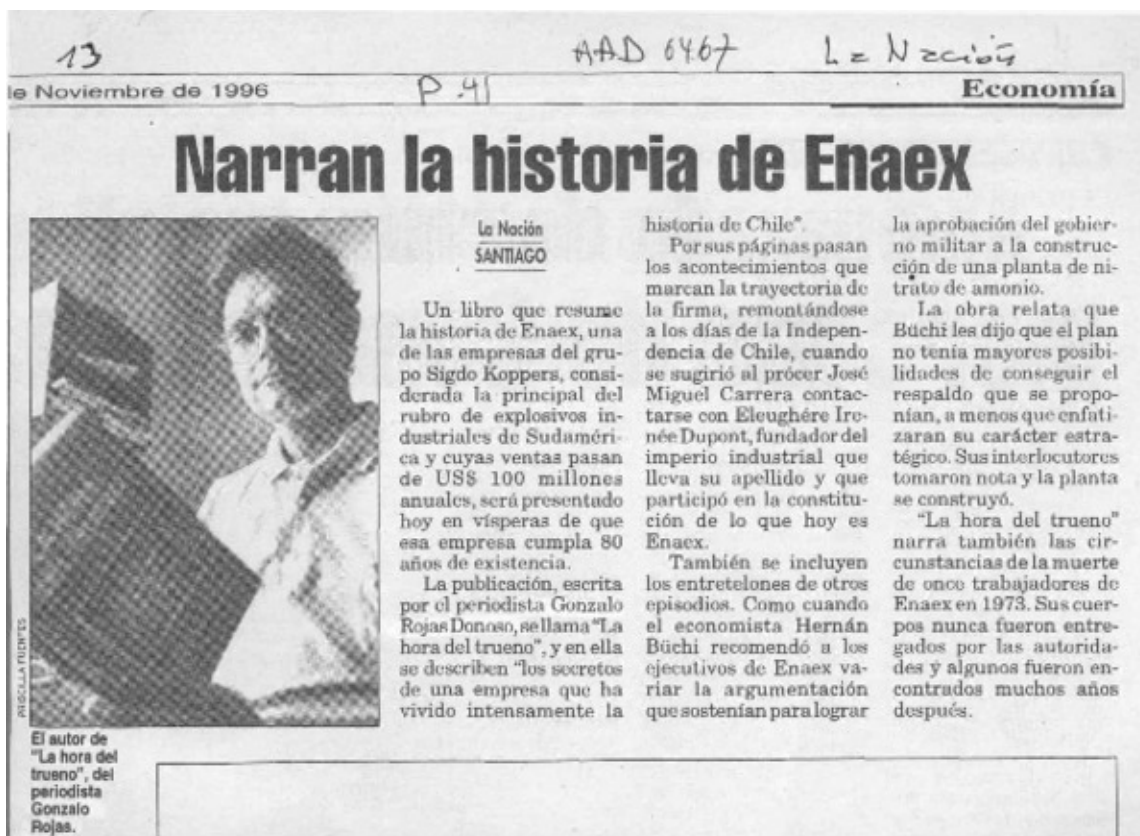 13
AAD 6467
La Nación
le Noviembre de 1996
P.41
Economía
Narran la historia de Enaex
La Nación
SANTIAGO
Un libro que resume
la historia de Enaex, una
de las empresas del gru-
po Sigdo Koppers, consi-
derada la principal del
rubro de explosivos in-
dustriales de Sudaméri-
ca y cuyas ventas pasan
de US$ 100 millones
anuales, será presentado
hoy en vísperas de que
esa empresa cumpla 80
años de existencia.
La publicación, escrita
por el periodista Gonzalo
Rojas Donoso, se llama "La
hora del trueno", y en ella
se describen "los secretos
de una empresa que ha
vivido intensamente la
historia de Chile".
Por sus páginas pasan
los acontecimientos que
marcan la trayectoria de
la firma, remontándose
a los días de la Indepen-
dencia de Chile, cuando
se sugirió al prócer José
Miguel Carrera contac-
tarse con Eleughére Ire-
née Dupont, fundador del
imperio industrial que
lleva su apellido y que
participó en la constitu-
ción de lo que hoy es
Enaex.
También se incluyen
los entretelones de otros
episodios. Como cuando
el economista Hernán
Büchi recomendó a los
ejecutivos de Enaex va-
riar la argumentación
que sostenían para lograr
la aprobación del gobier-
no militar a la construc-
ción de una planta de ni-
trato de amonio.
La obra relata que
Büchi les dijo que el plan
no tenía mayores posibi-
lidades de conseguir el
respaldo que se propo-
nían, a menos que enfati-
zaran su carácter estra-
tégico. Sus interlocutores
tomaron nota y la planta
se construyó.
"La hora del trueno"
narra también las cir-
cunstancias de la muerte
de once trabajadores de
Enaex en 1973. Sus cuer-
pos nunca fueron entre-
gados por las autorida-
des y algunos fueron en-
contrados muchos años
después.
PRISCILLA FUENTES
El autor de
"La hora del
trueno", del
periodista
Gonzalo
Rojas.